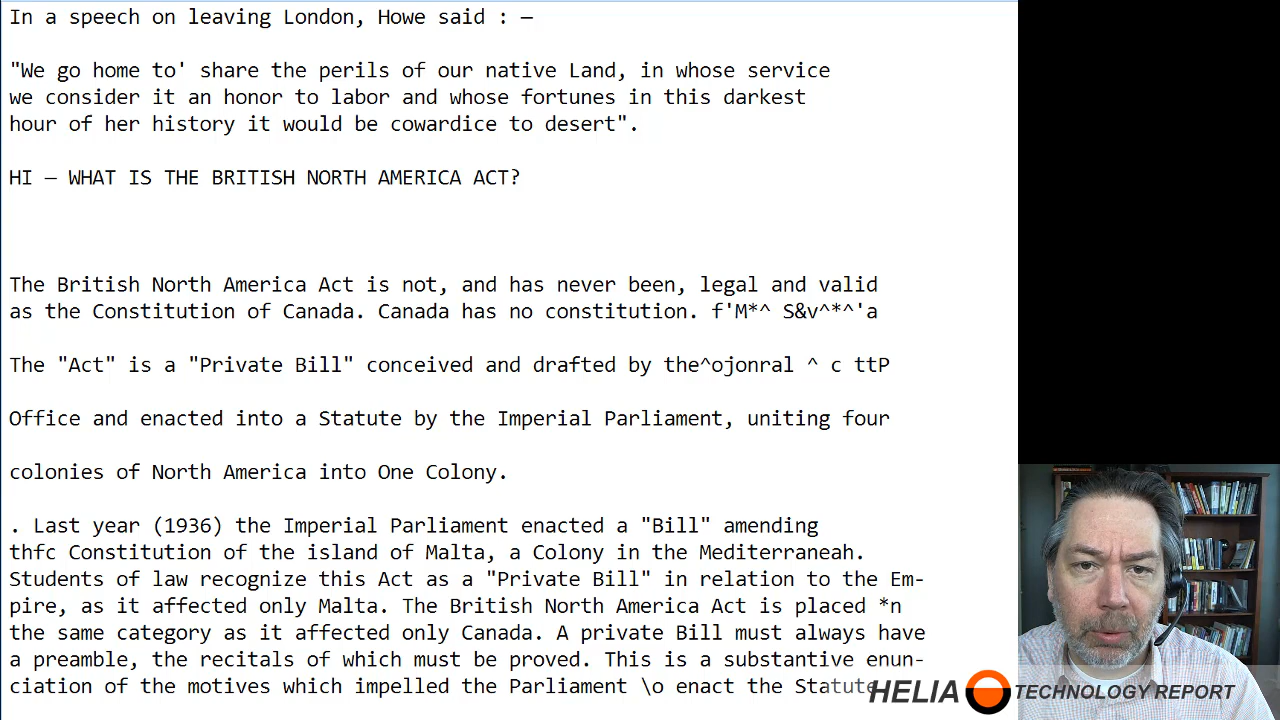 In a speech on leaving London, Howe said : —
"We go home to' share the perils of our native Land, in whose service
we consider it an honor to labor and whose fortunes in this darkest
hour of her history it would be cowardice to desert".
HI — WHAT IS THE BRITISH NORTH AMERICA ACT?
The British North America Act is not, and has never been, legal and valid
as the Constitution of Canada. Canada has no constitution. f'M*^ S&v^*^'a
The "Act" is a "Private Bill" conceived and drafted by the^ojonral ^ c ttP
Office and enacted into a Statute by the Imperial Parliament, uniting four
colonies of North America into One Colony.
. Last year (1936) the Imperial Parliament enacted a "Bill" amending
thfc Constitution of the island of Malta, a Colony in the Mediterraneah.
Students of law recognize this Act as a "Private Bill" in relation to the Em-
pire, as it affected only Malta. The British North America Act is placed *n
the same category as it affected only Canada. A private Bill must always have
a preamble, the recitals of which must be proved. This is a substantive enun-
ciation of the motives which impelled the Parliament \o enact the Statute
HELIA TECHNOLOGY REPORT